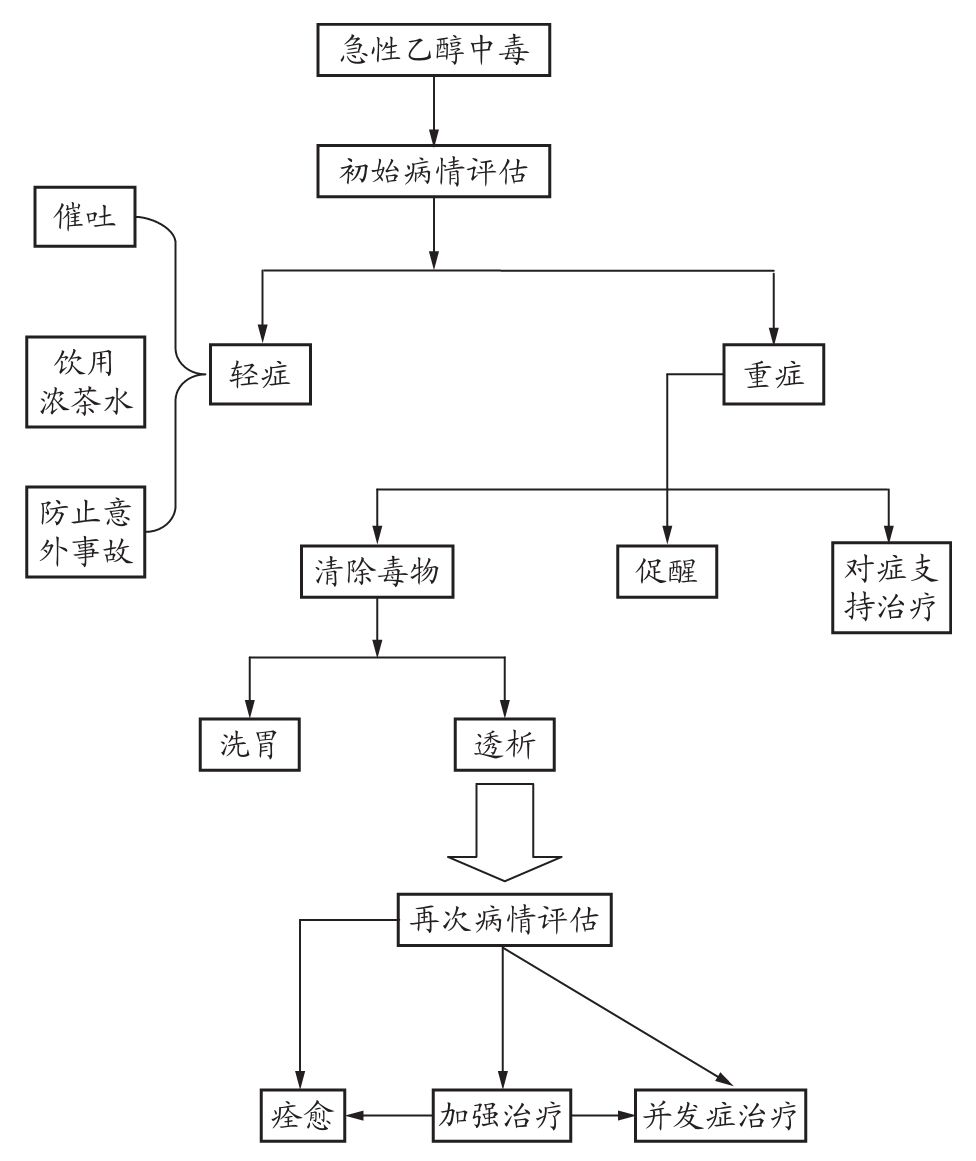 急性乙醇中毒
初始病情评估
催吐
饮用
浓茶水
轻症
重症
防止意
外事故
清除毒物
促醒
对症支
持治疗
洗胃
透析
再次病情评估
痊愈
加强治疗
并发症治疗